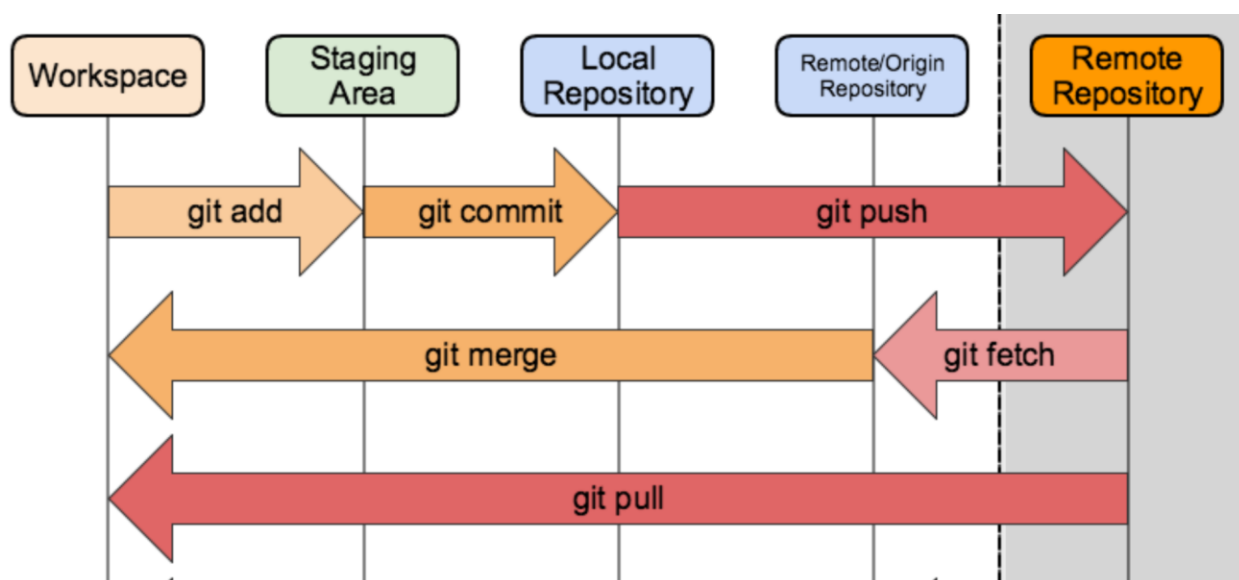 Workspace
Staging
Area
Local
Repository
Remote/Origin
Repository
Remote
Repository
git add
git commit
git push
git merge
git fetch
git pull